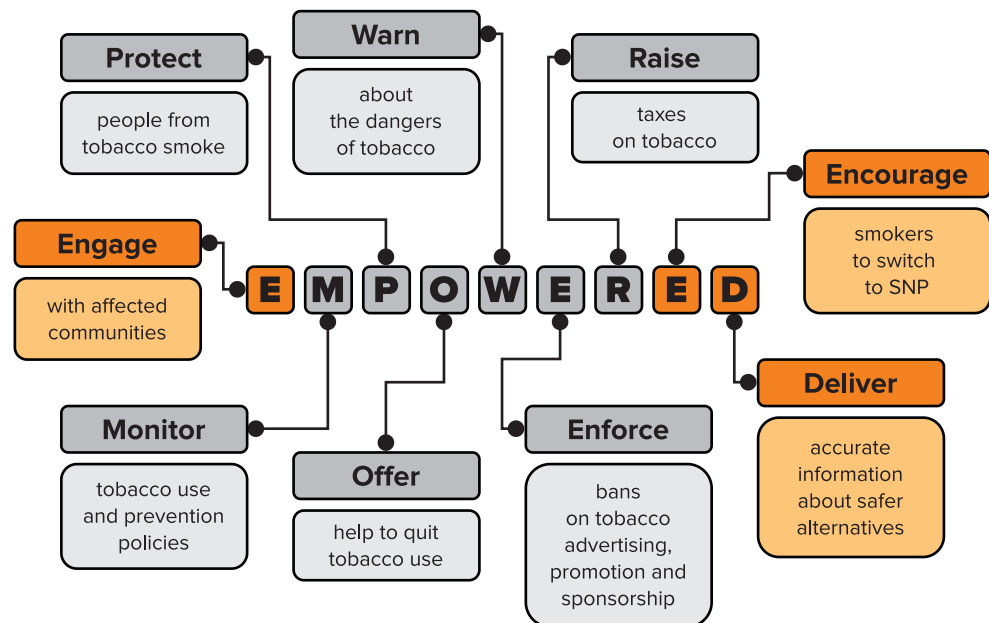 Warn
about
the dangers
of tobacco
Protect
people from
tobacco smoke
Raise
taxes
on tobacco
Encourage
smokers
to switch
to SNP
Engage
with affected
communities
EMPOWERED
Monitor
tobacco use
and prevention
policies
Offer
help to quit
tobacco use
Enforce
bans
on tobacco
advertising,
promotion and
sponsorship
Deliver
accurate
information
about safer
alternatives